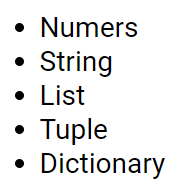 • Numers
• String
• List
• Tuple
• Dictionary